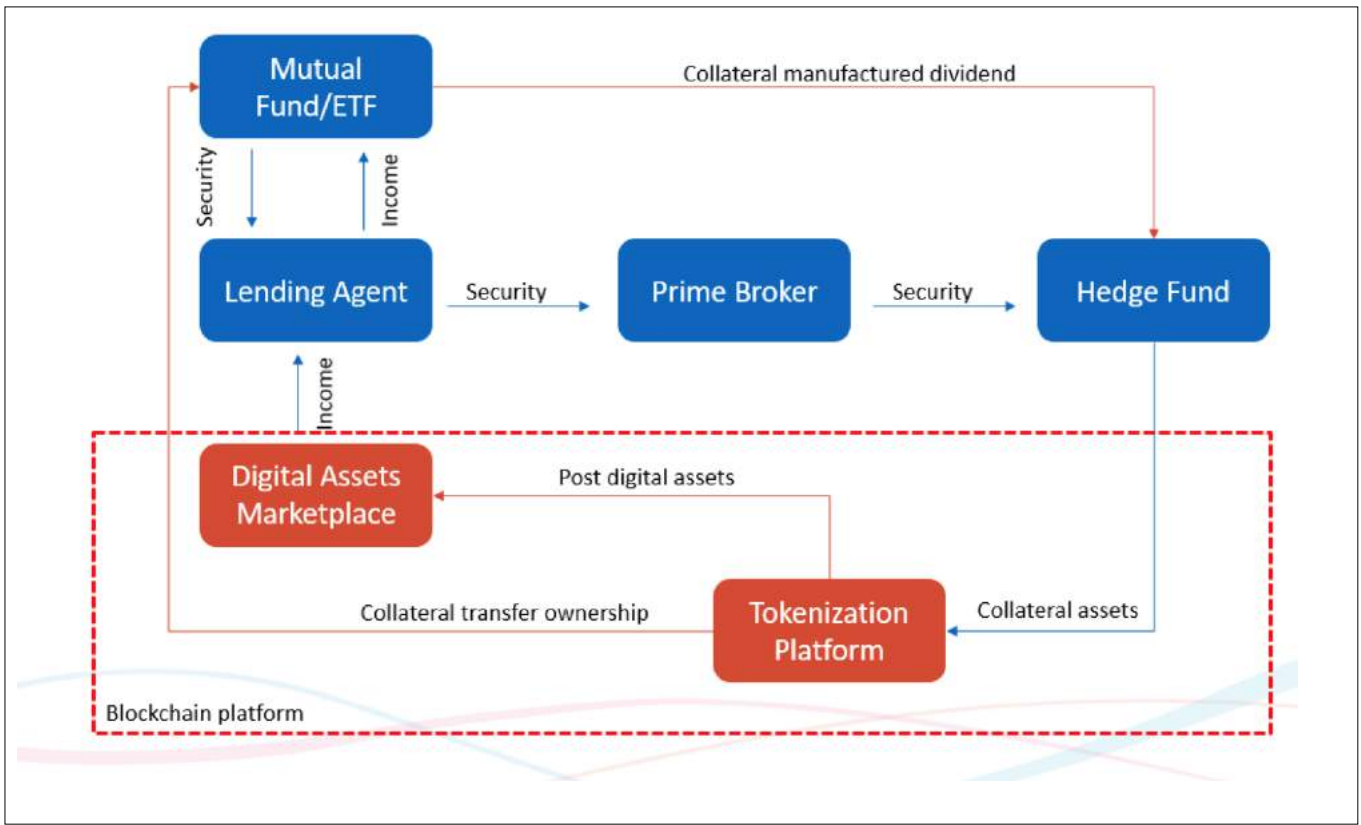 Mutual
Fund/ETF
Collateral manufactured dividend
Security
Income
Lending Agent
Security
Prime Broker
Security
Hedge Fund
Income
Digital Assets
Marketplace
Post digital assets
Collateral transfer ownership
Tokenization
Platform
Collateral assets
Blockchain platform